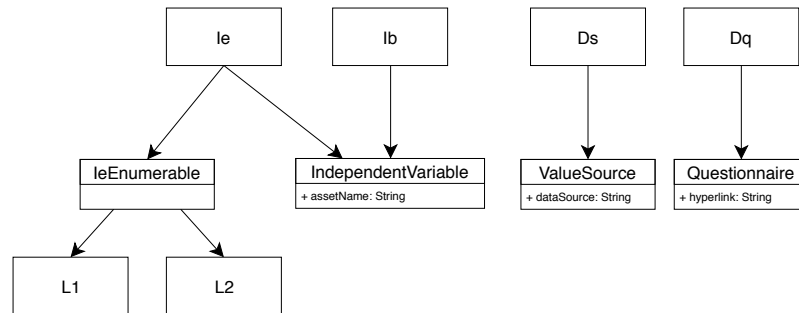 Ie
Ib
Ds
Dq
IeEnumerable
IndependentVariable
+ assetName: String
ValueSource
+ dataSource: String
Questionnaire
+ hyperlink: String
L1
L2